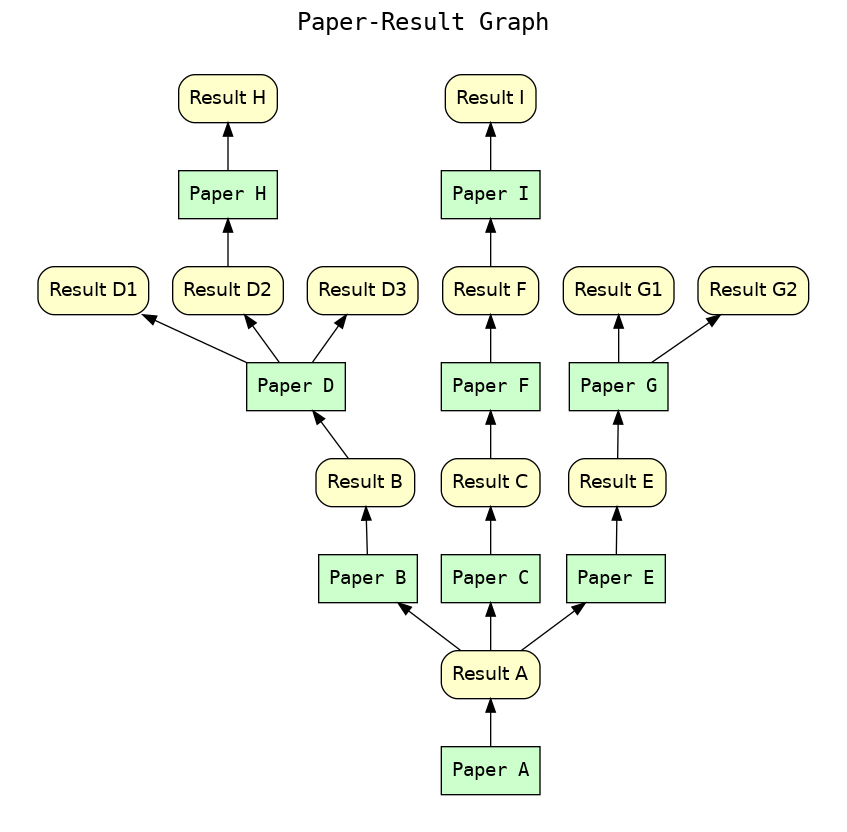 Paper-Result Graph
Result H
Result I
Paper H
Paper I
Result D1
Result D2
Result D3
Result F
Result G1
Result G2
Paper D
Paper F
Paper G
Result B
Result C
Result E
Paper B
Paper C
Paper E
Result A
Paper A